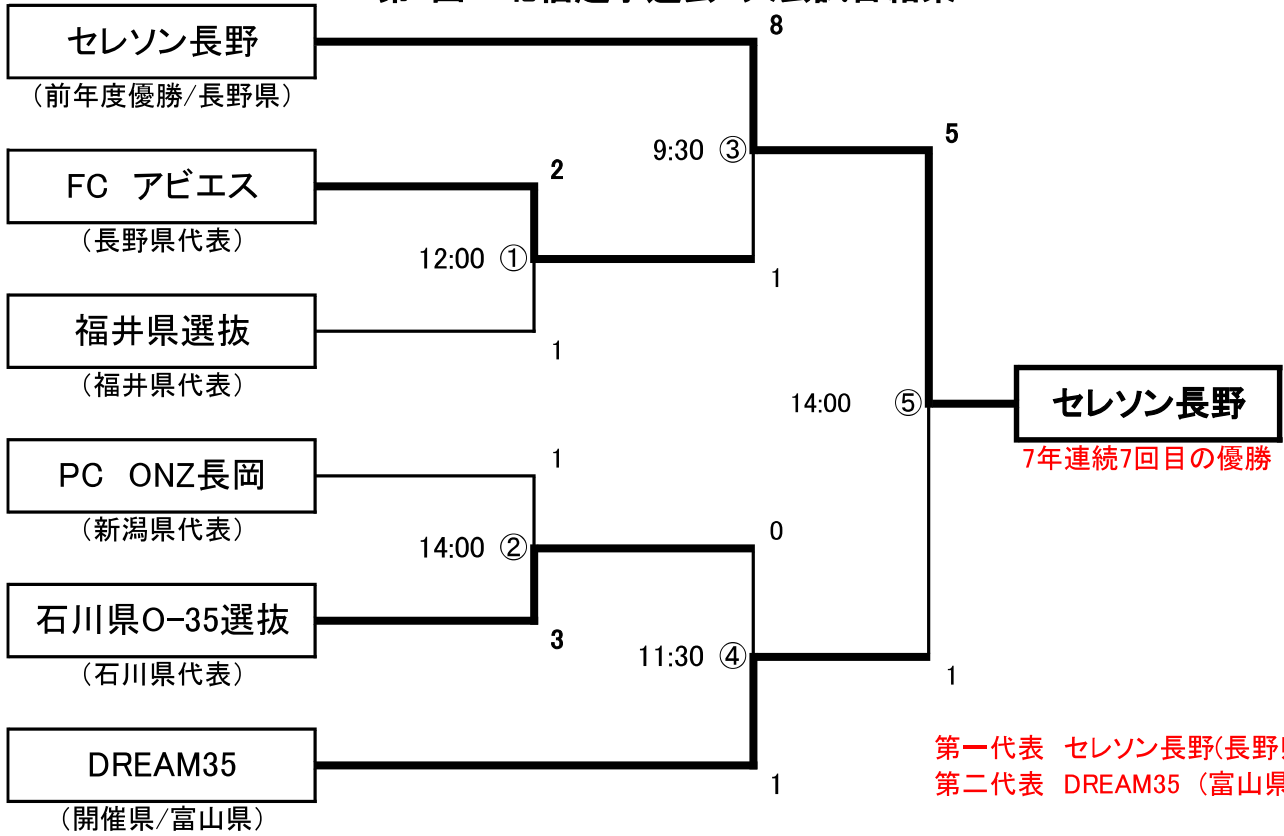 セレソン長野
8
(前年度優勝/長野県)
5
9:30 ③
FC アビエス
2
(長野県代表)
12:00 ①
1
福井県選抜
1
(福井県代表)
14:00 ⑤
セレソン長野
7年連続7回目の優勝
PC ONZ長岡
1
(新潟県代表)
14:00 ②
0
石川県O-35選抜
3
(石川県代表)
11:30 ④
1
DREAM35
1
(開催県/富山県)
第一代表 セレソン長野(長野
第二代表 DREAM35 (富山県